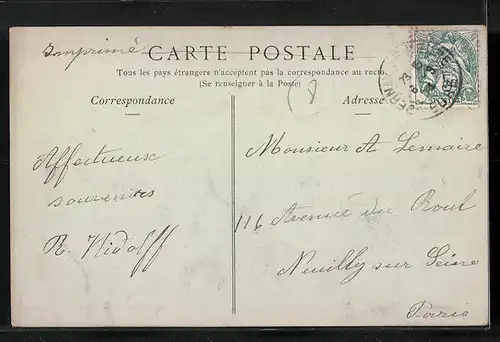 Imprimé
CARTE POSTALE
Tous les pays étrangers n'acceptent pas la correspondance au recto.
(Se renseigner à la Poste)
Correspondance
Adresse
Affectueux
souvenirs
Monsieur A Lemaire
116 Avenue du Roul
Neuilly sur Seine
Paris